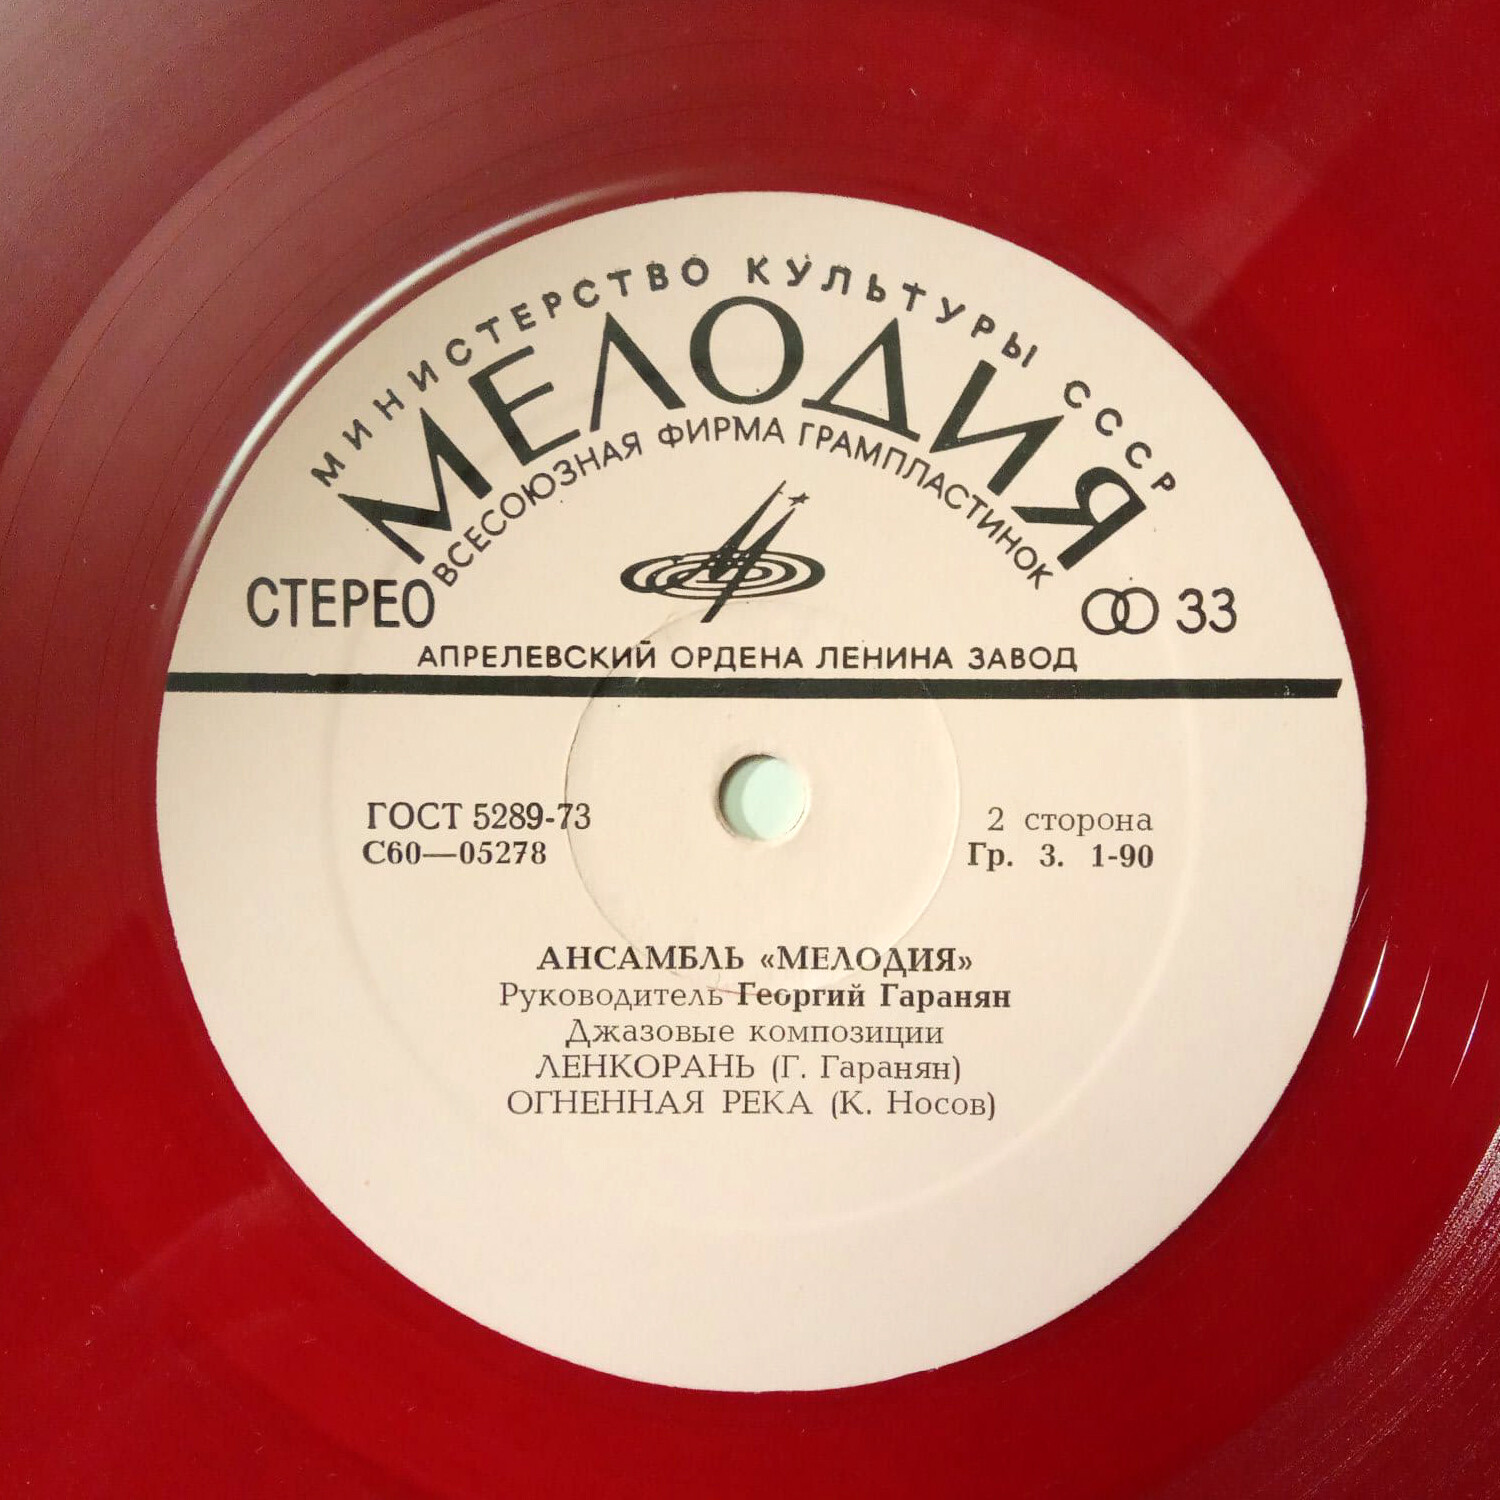 МИНИСТЕРСТВО КУЛЬТУРЫ СССР
МЕЛОДИЯ
ВСЕСОЮЗНАЯ ФИРМА ГРАМПЛАСТИНОК
СТЕРЕО
33
АПРЕЛЕВСКИЙ ОРДЕНА ЛЕНИНА ЗАВОД
ГОСТ 5289-73
С60—05278
2 сторона
Гр. 3. 1-90
АНСАМБЛЬ «МЕЛОДИЯ»
Руководитель Георгий Гаранян
Джазовые композиции
ЛЕНКОРАНЬ (Г. Гаранян)
ОГНЕННАЯ РЕКА (К. Носов)